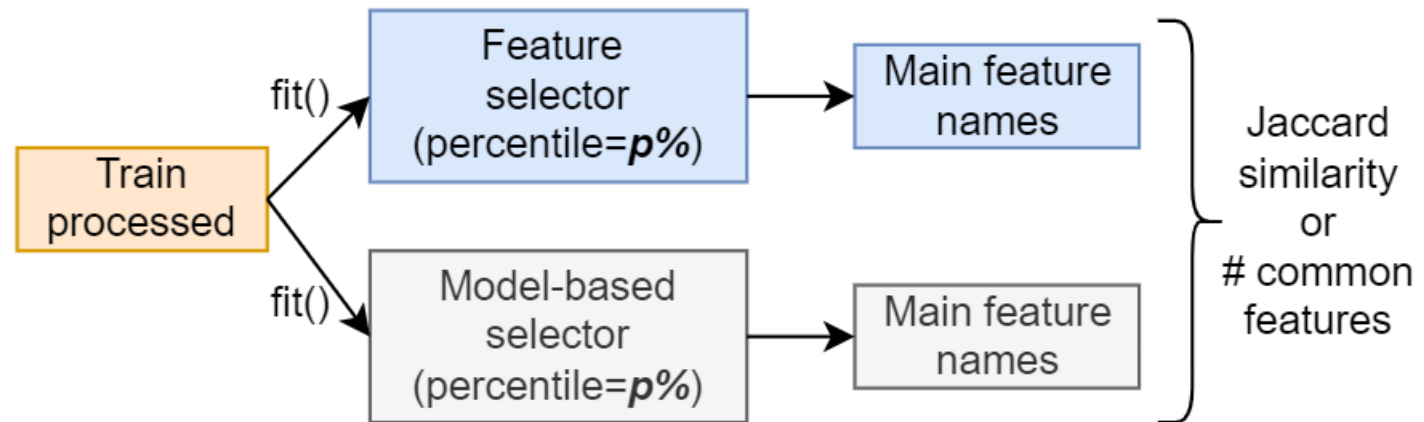 Train
processed
fit()
Feature
selector
(percentile=p%)
Main feature
names
fit()
Model-based
selector
(percentile=p%)
Main feature
names
Jaccard
similarity
or
# common
features